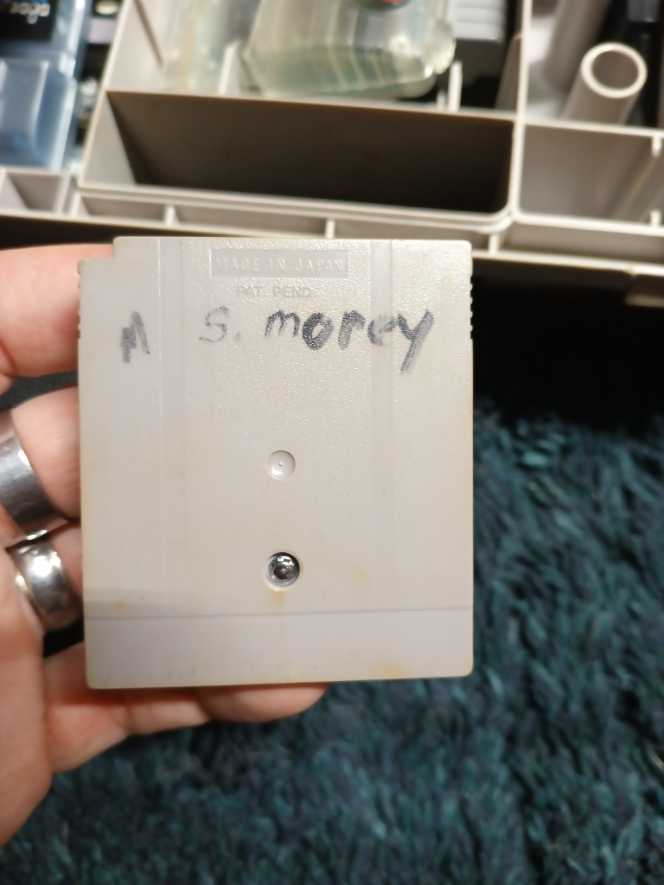 MADE IN JAPAN
PAT. PEND.
M S. morey